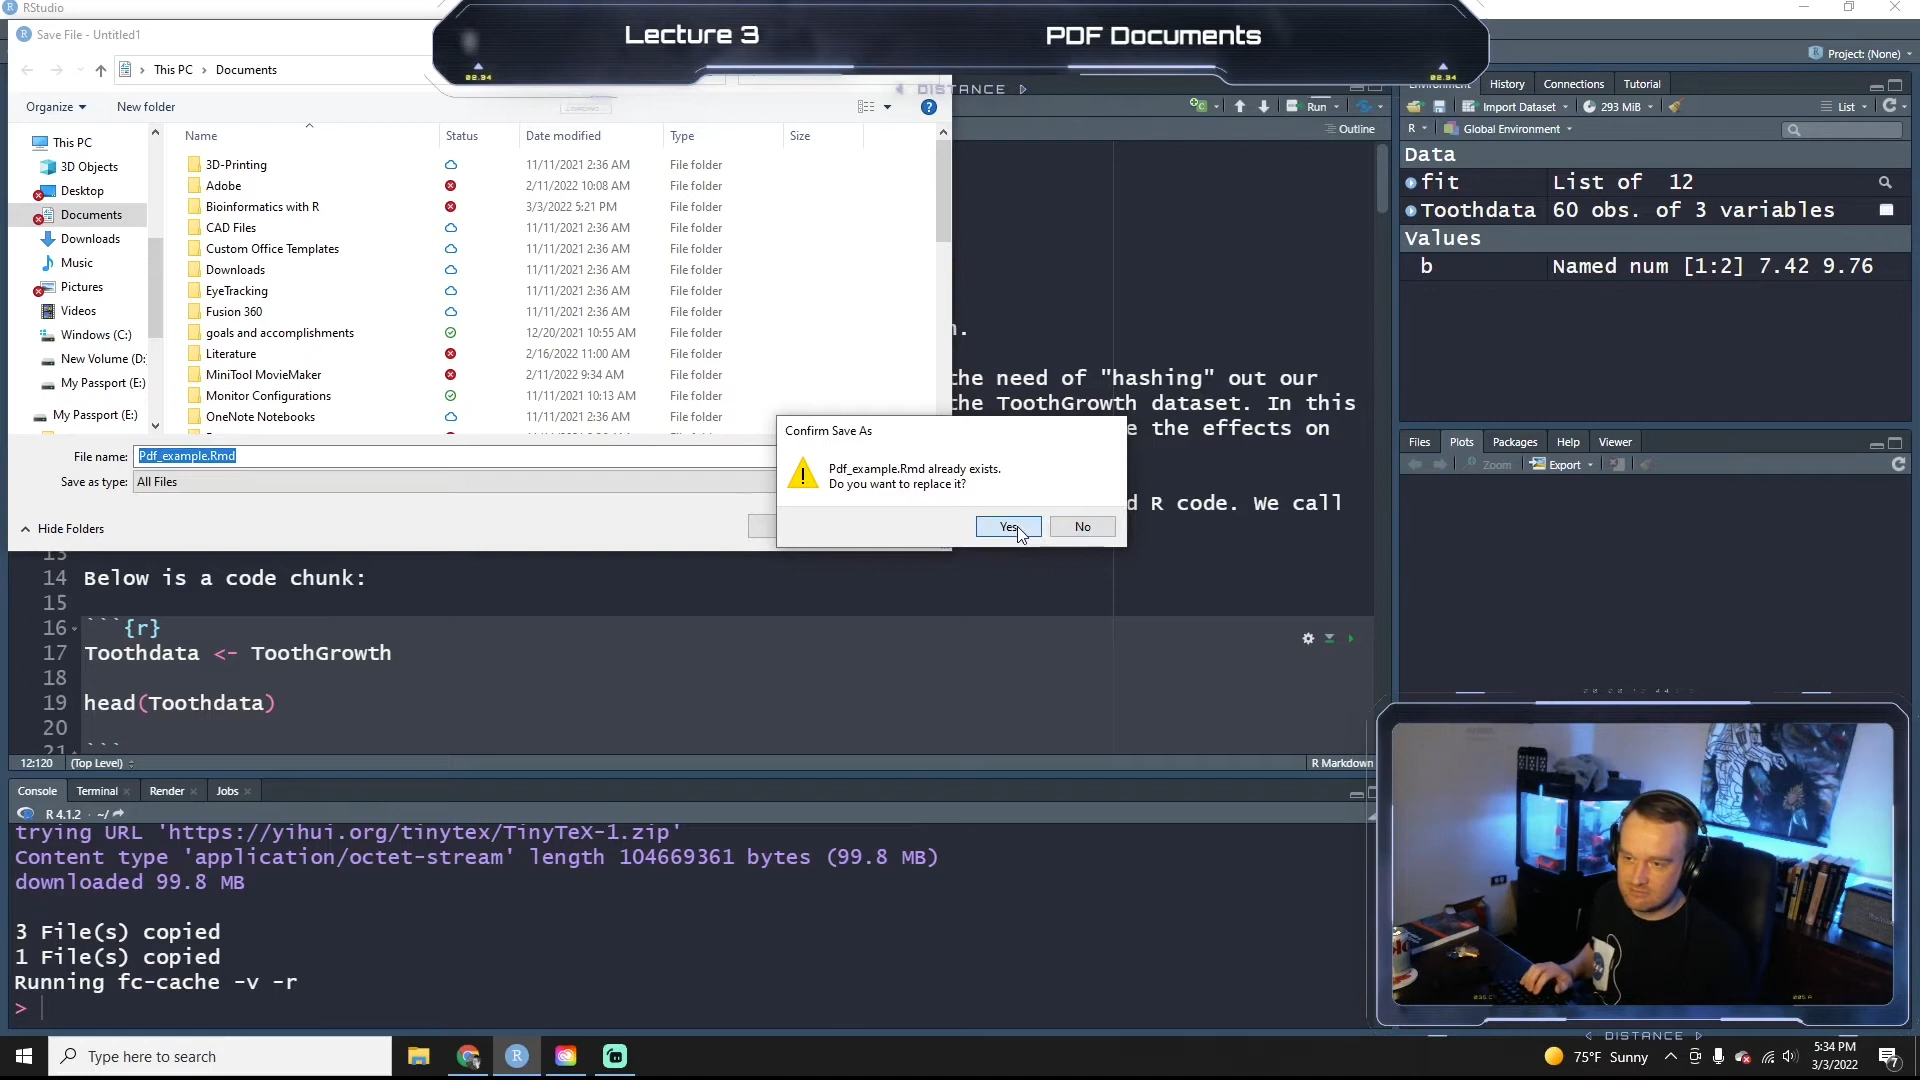 RStudio
Save File - Untitled1
Lecture 3
PDF Documents
02.94
02.94
DISTANCE
LOADING
This PC
Documents
Organize
New folder
Name
Status
Date modified
Type
Size
This PC
3D Objects
Desktop
Documents
Downloads
Music
Pictures
Videos
Windows (C:)
New Volume (D:
My Passport (E:)
My Passport (E:)
3D-Printing 11/11/2021 2:36 AM File folder
Adobe 2/11/2022 10:08 AM File folder
Bioinformatics with R 3/3/2022 5:21 PM File folder
CAD Files 11/11/2021 2:36 AM File folder
Custom Office Templates 11/11/2021 2:36 AM File folder
Downloads 11/11/2021 2:36 AM File folder
EyeTracking 11/11/2021 2:36 AM File folder
Fusion 360 11/11/2021 2:36 AM File folder
goals and accomplishments 12/20/2021 10:55 AM File folder
Literature 2/16/2022 11:00 AM File folder
MiniTool MovieMaker 2/11/2022 9:34 AM File folder
Monitor Configurations 11/11/2021 10:13 AM File folder
OneNote Notebooks 11/11/2021 2:36 AM File folder
File name: Pdf_example.Rmd
Save as type: All Files
Hide Folders
Confirm Save As
Pdf_example.Rmd already exists.
Do you want to replace it?
Yes
No
Run
Outline
the need of "hashing" out our
the ToothGrowth dataset. In this
e the effects on
d R code. We call
13
14 Below is a code chunk:
15
16 ```{r}
17 Toothdata <- ToothGrowth
18
19 head(Toothdata)
20
21 ```
12:120 (Top Level) R Markdown
Console Terminal Render Jobs
R 4.1.2 · ~/
trying URL 'https://yihui.org/tinytex/TinyTeX-1.zip'
Content type 'application/octet-stream' length 104669361 bytes (99.8 MB)
downloaded 99.8 MB
3 File(s) copied
1 File(s) copied
Running fc-cache -v -r
>
Project: (None)
Environment History Connections Tutorial
Import Dataset 293 MiB List
R Global Environment
Data
fit List of 12
Toothdata 60 obs. of 3 variables
Values
b Named num [1:2] 7.42 9.76
Files Plots Packages Help Viewer
Zoom Export
DISTANCE
Type here to search
75°F Sunny
5:34 PM
3/3/2022
7